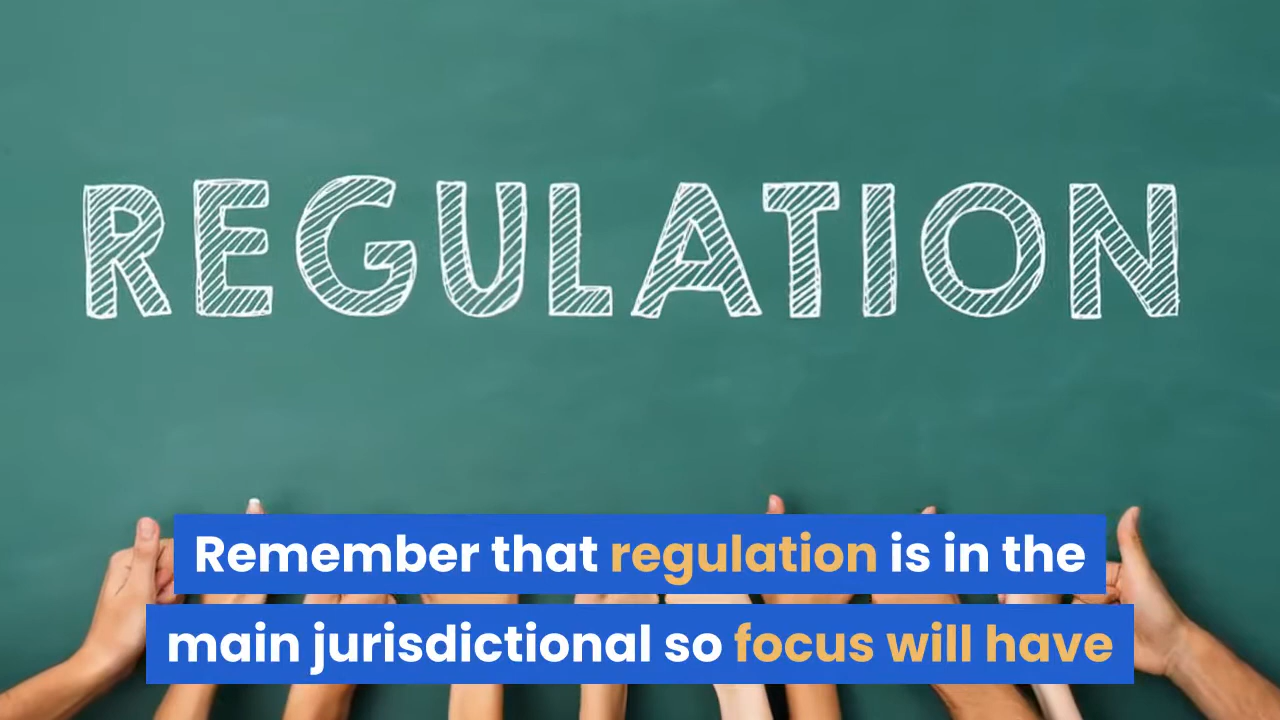 REGULATION
Remember that regulation is in the
main jurisdictional so focus will have